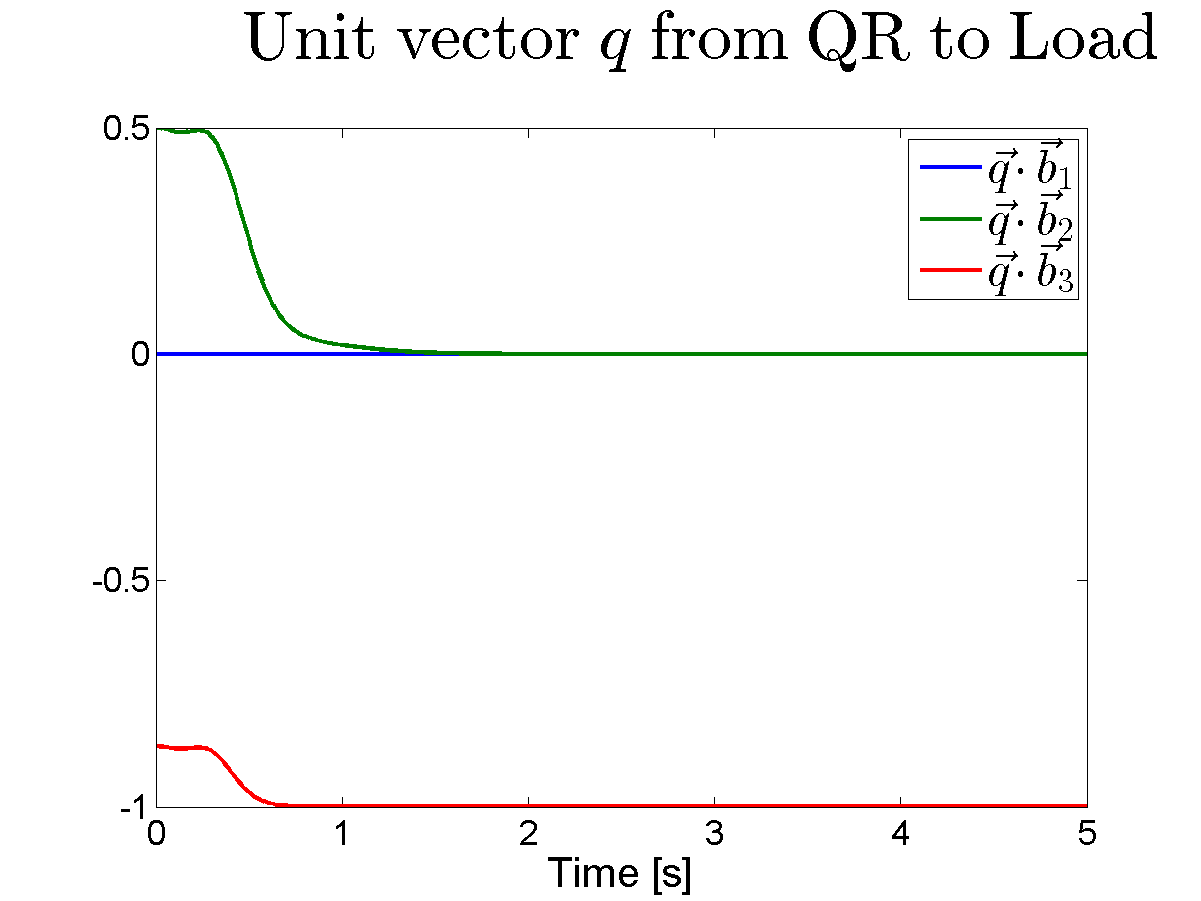 Unit vector q from QR to Load
0.5
0
-0.5
-1
q⃗ · b⃗₁
q⃗ · b⃗₂
q⃗ · b⃗₃
0 1 2 3 4 5
Time [s]